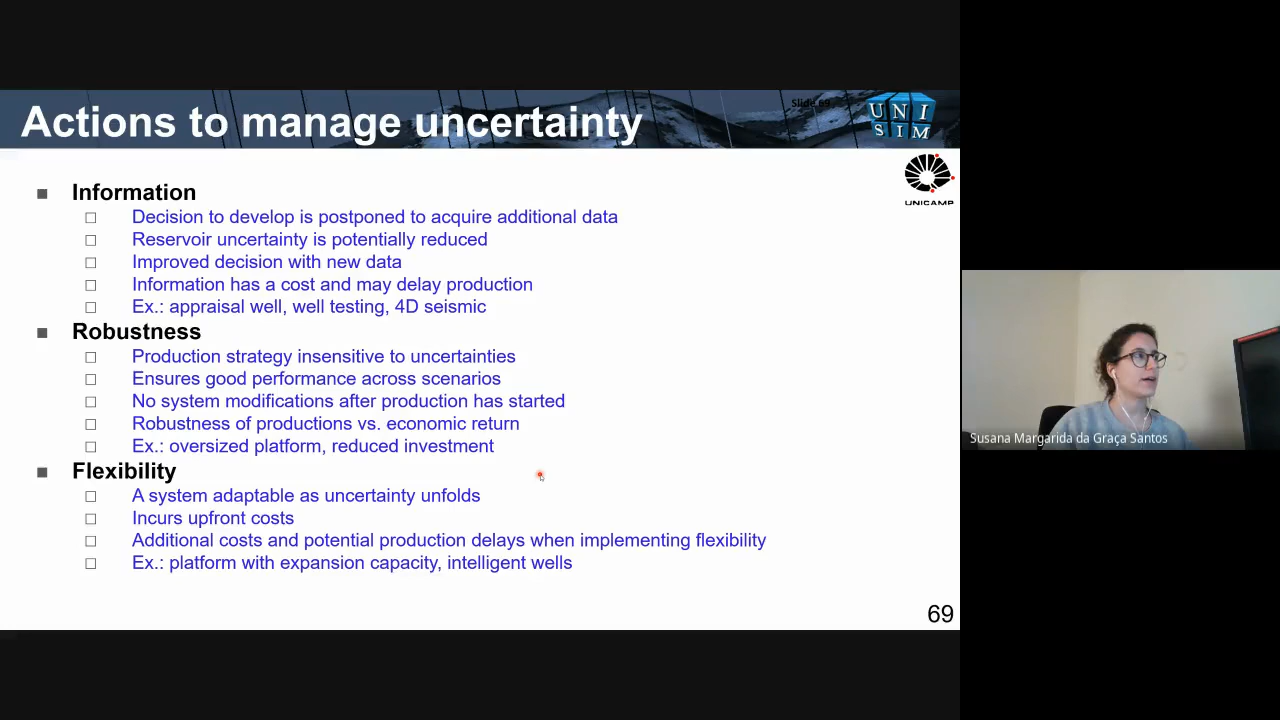 Actions to manage uncertainty
Slide 69
UNI
SIM
UNICAMP
Information
Decision to develop is postponed to acquire additional data
Reservoir uncertainty is potentially reduced
Improved decision with new data
Information has a cost and may delay production
Ex.: appraisal well, well testing, 4D seismic
Robustness
Production strategy insensitive to uncertainties
Ensures good performance across scenarios
No system modifications after production has started
Robustness of productions vs. economic return
Ex.: oversized platform, reduced investment
Flexibility
A system adaptable as uncertainty unfolds
Incurs upfront costs
Additional costs and potential production delays when implementing flexibility
Ex.: platform with expansion capacity, intelligent wells
69
Susana Margarida da Graça Santos